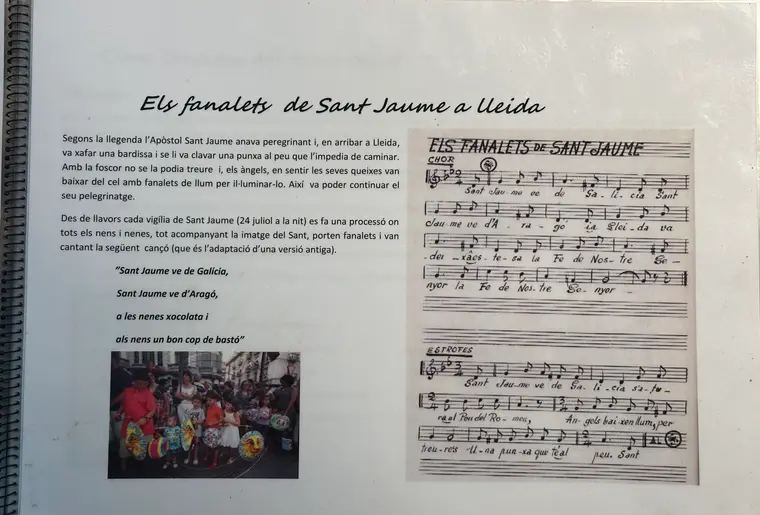 Els fanalets de Sant Jaume a Lleida
Segons la llegenda l'Apòstol Sant Jaume anava peregrinant i, en arribar a Lleida,
va xafar una bardissa i se li va clavar una punxa al peu que l'impedia de caminar.
Amb la foscor no se la podia treure i, els àngels, en sentir les seves queixes van
baixar del cel amb fanalets de llum per il·luminar-lo. Així va poder continuar el
seu pelegrinatge.
Des de llavors cada vigília de Sant Jaume (24 juliol a la nit) es fa una processó on
tots els nens i nenes, tot acompanyant la imatge del Sant, porten fanalets i van
cantant la següent cançó (que és l'adaptació d'una versió antiga).
"Sant Jaume ve de Galícia,
Sant Jaume ve d'Aragó,
a les nenes xocolata i
als nens un bon cop de bastó"
ELS FANALETS DE SANT JAUME
CHOR
Sant Jau-me ve de Ga-li-cia Sant
Jau-me ve d'A-ra-gó ia Llei-da va
Fe de Nos-tre Se-
nyor la Fe de Nos-tre Se-nyor-
ESTROFES
Sant Jau-me ve de Ga-li-cia
Peu del Ro-meu, An-gels bai-xen llum, per
treu-re-s U-na pun-xa que té al peu. Sant